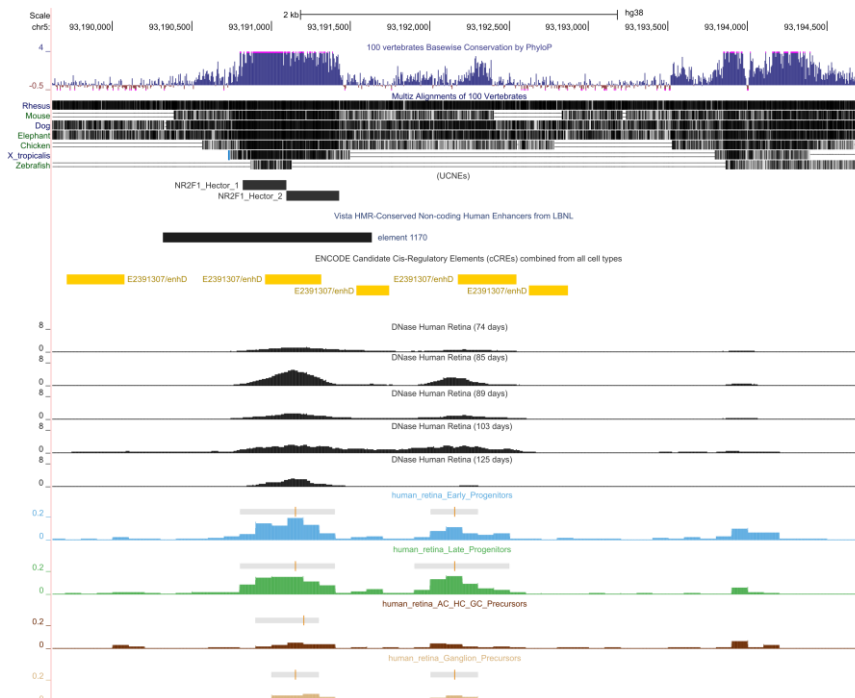 Scale 2 kb hg38
chr5: 93,190,000 93,190,500 93,191,000 93,191,500 93,192,000 93,192,500 93,193,000 93,193,500 93,194,000 93,194,500
100 vertebrates Basewise Conservation by PhyloP
4
-0.5
Multiz Alignments of 100 Vertebrates
Rhesus
Mouse
Dog
Elephant
Chicken
X_tropicalis
Zebrafish
(UCNEs)
NR2F1_Hector_1
NR2F1_Hector_2
Vista HMR-Conserved Non-coding Human Enhancers from LBNL
element 1170
ENCODE Candidate Cis-Regulatory Elements (cCREs) combined from all cell types
E2391307/enhD E2391307/enhD E2391307/enhD
E2391307/enhD E2391307/enhD
DNase Human Retina (74 days)
8
0
DNase Human Retina (85 days)
8
0
DNase Human Retina (89 days)
8
0
DNase Human Retina (103 days)
8
0
DNase Human Retina (125 days)
8
0
human_retina_Early_Progenitors
0.2
0
human_retina_Late_Progenitors
0.2
0
human_retina_AC_HC_GC_Precursors
0.2
0
human_retina_Ganglion_Precursors
0.2
0